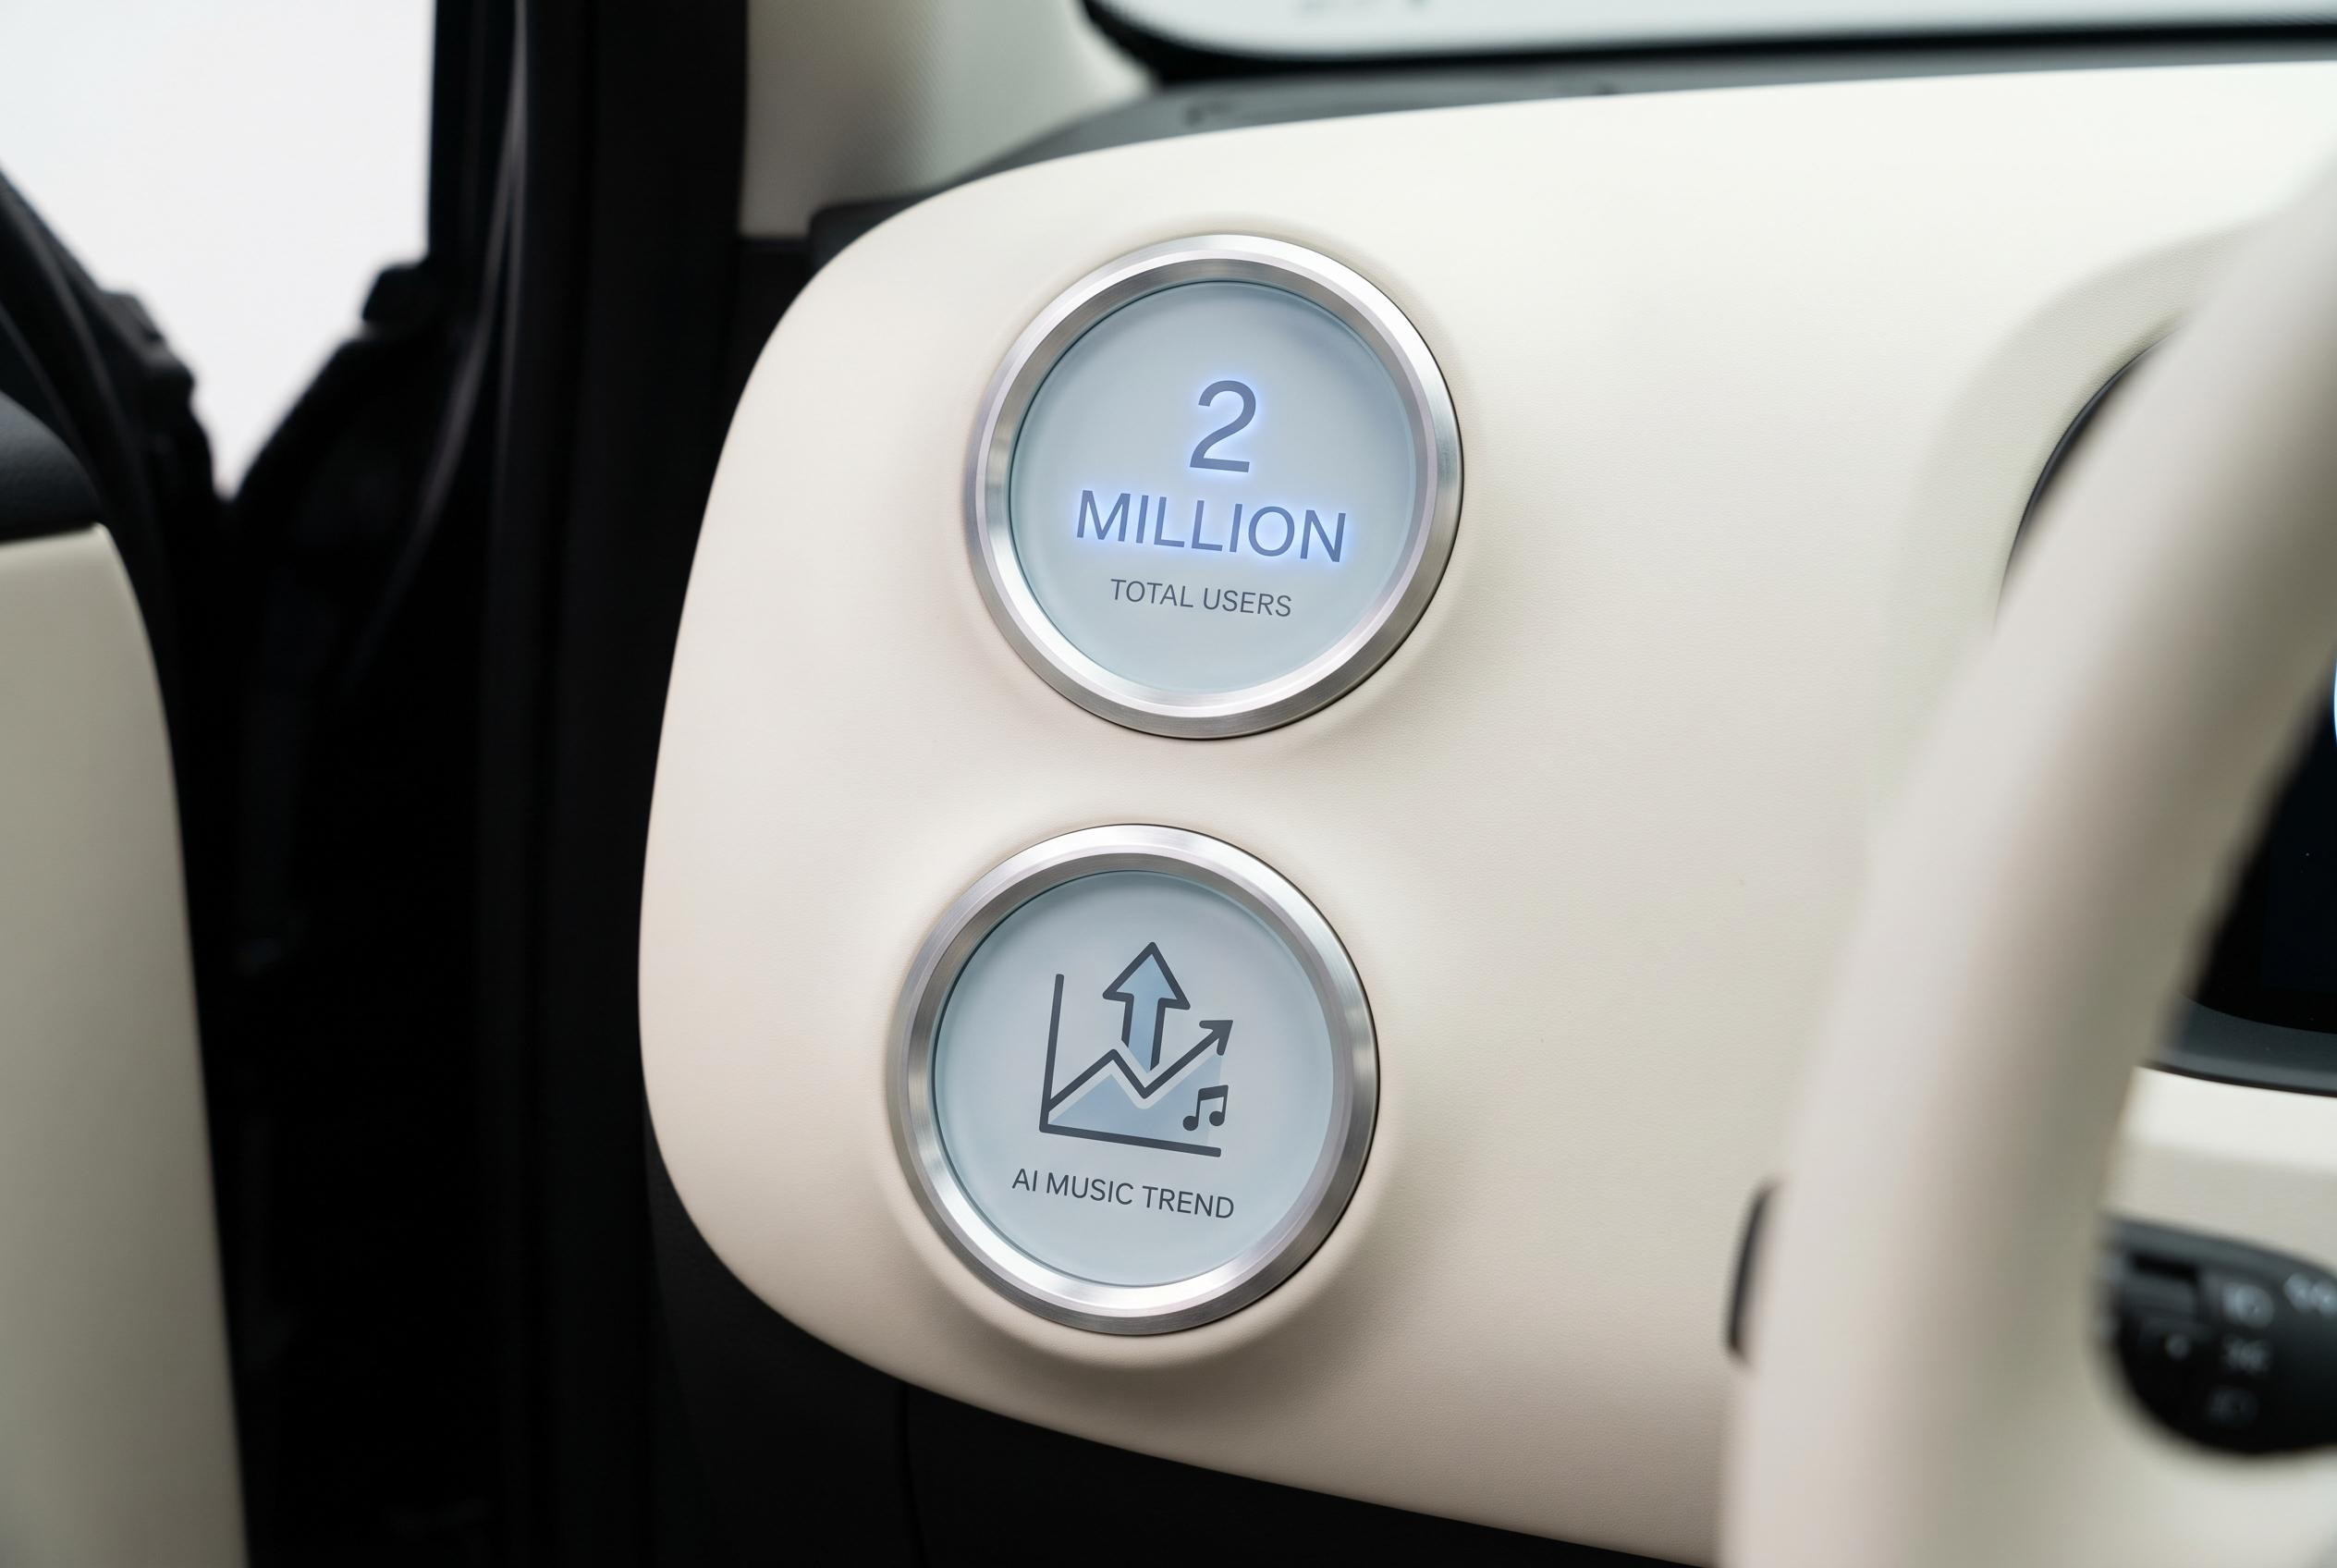 2
MILLION
TOTAL USERS
AI MUSIC TREND